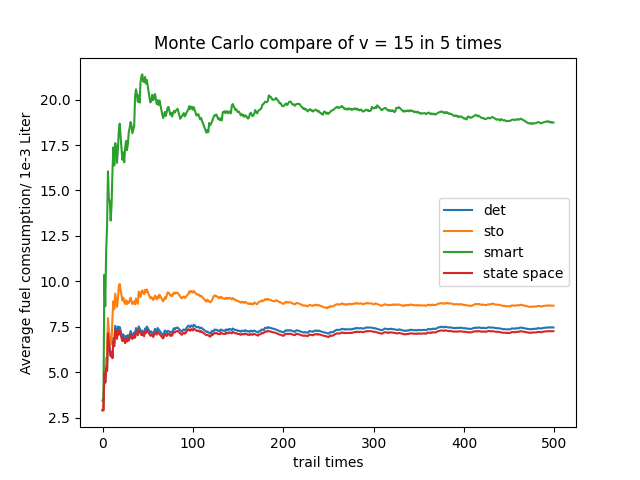 Monte Carlo compare of v = 15 in 5 times
Average fuel comsumption/ 1e-3 Liter
20.0
17.5
15.0
12.5
10.0
7.5
5.0
2.5
det
sto
smart
state space
0
100
200
300
400
500
trail times